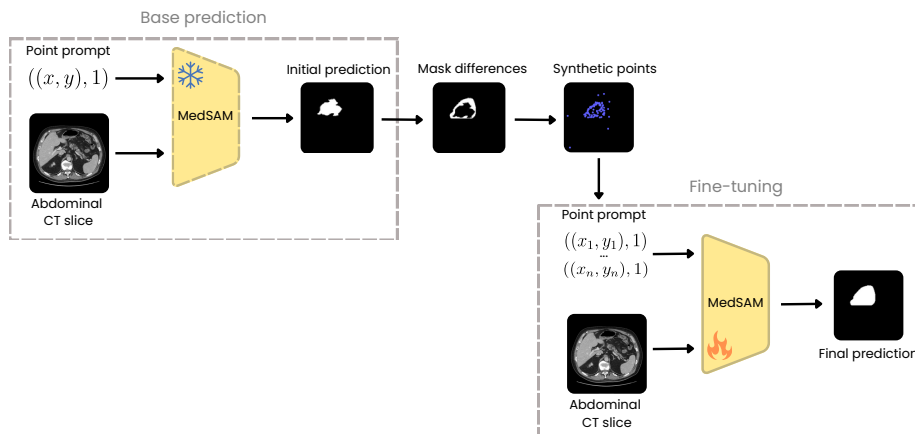 Base prediction
Point prompt
((x, y), 1)
MedSAM
Abdominal
CT slice
Initial prediction
Mask differences
Synthetic points
Fine-tuning
Point prompt
((x₁, y₁), 1)
...
((xₙ, yₙ), 1)
MedSAM
Abdominal
CT slice
Final prediction